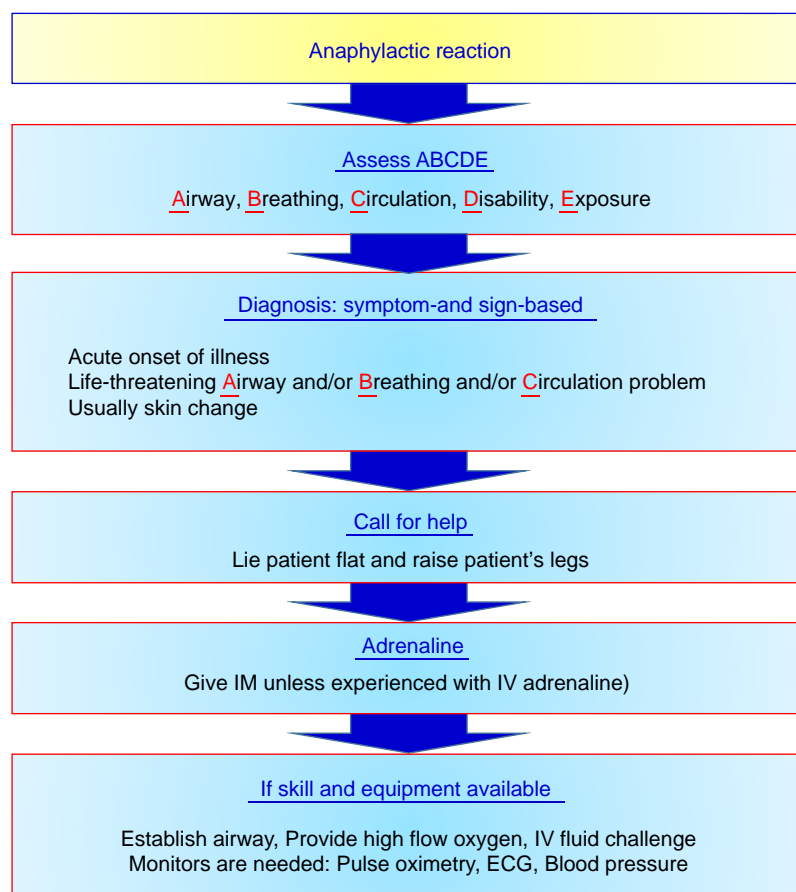 Anaphylactic reaction
Assess ABCDE
Airway, Breathing, Circulation, Disability, Exposure
Diagnosis: symptom-and sign-based
Acute onset of illness
Life-threatening Airway and/or Breathing and/or Circulation problem
Usually skin change
Call for help
Lie patient flat and raise patient’s legs
Adrenaline
Give IM unless experienced with IV adrenaline)
If skill and equipment available
Establish airway, Provide high flow oxygen, IV fluid challenge
Monitors are needed: Pulse oximetry, ECG, Blood pressure